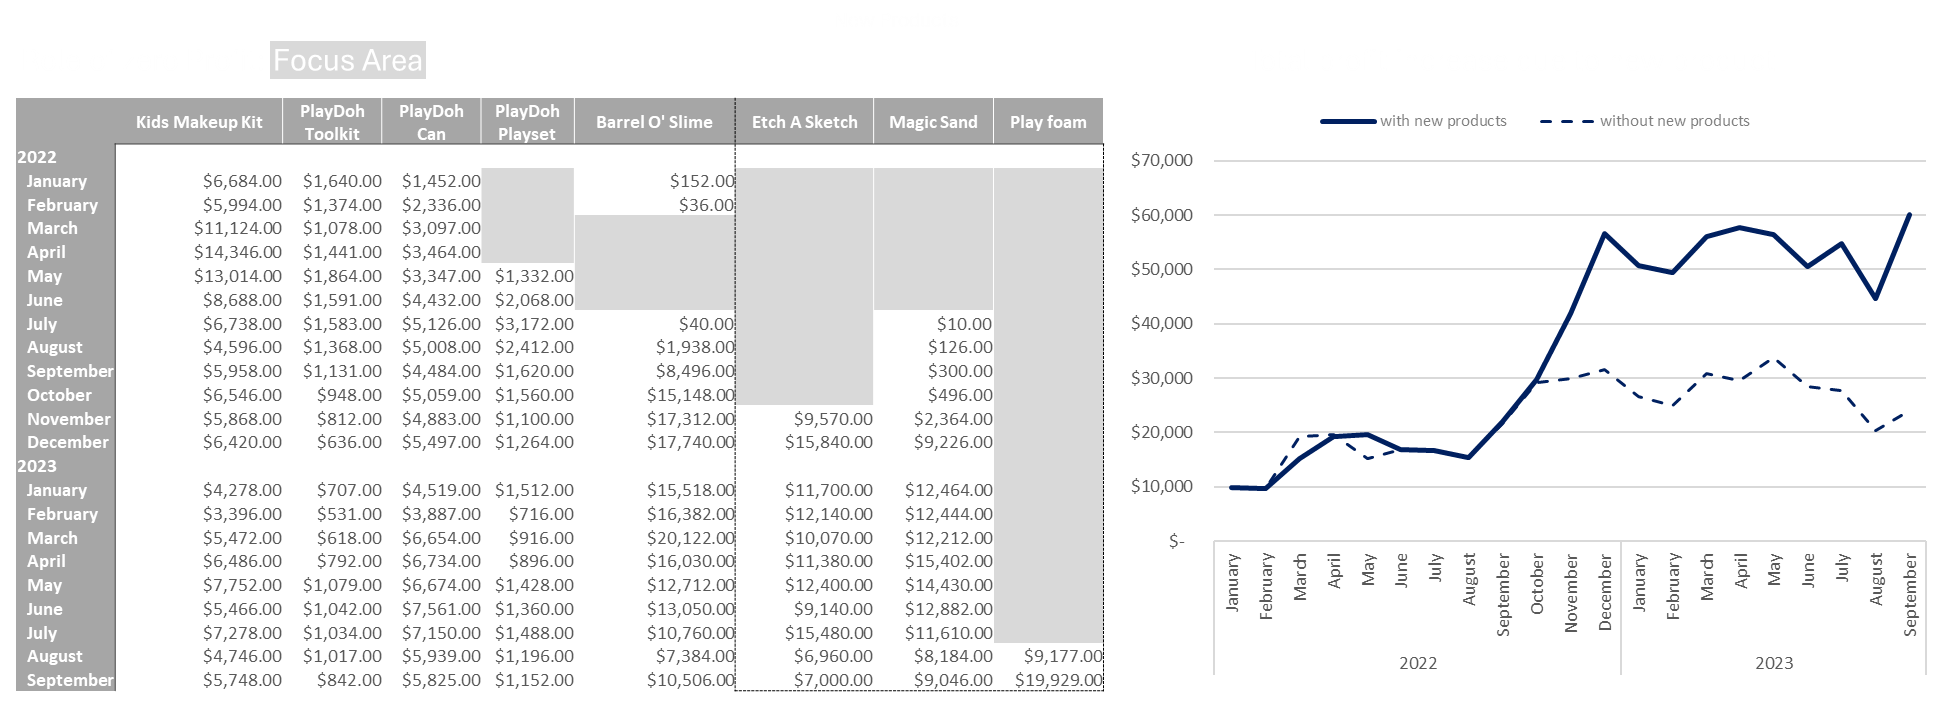 Focus Area
Kids Makeup Kit PlayDoh Toolkit PlayDoh Can PlayDoh Playset Barrel O' Slime Etch A Sketch Magic Sand Play foam
2022
January $6,684.00 $1,640.00 $1,452.00 $152.00
February $5,994.00 $1,374.00 $2,336.00 $36.00
March $11,124.00 $1,078.00 $3,097.00
April $14,346.00 $1,441.00 $3,464.00
May $13,014.00 $1,864.00 $3,347.00 $1,332.00
June $8,688.00 $1,591.00 $4,432.00 $2,068.00
July $6,738.00 $1,583.00 $5,126.00 $3,172.00 $40.00 $10.00
August $4,596.00 $1,368.00 $5,008.00 $2,412.00 $1,938.00 $126.00
September $5,958.00 $1,131.00 $4,484.00 $1,620.00 $8,496.00 $300.00
October $6,546.00 $948.00 $5,059.00 $1,560.00 $15,148.00 $496.00
November $5,868.00 $812.00 $4,883.00 $1,100.00 $17,312.00 $9,570.00 $2,364.00
December $6,420.00 $636.00 $5,497.00 $1,264.00 $17,740.00 $15,840.00 $9,226.00
2023
January $4,278.00 $707.00 $4,519.00 $1,512.00 $15,518.00 $11,700.00 $12,464.00
February $3,396.00 $531.00 $3,887.00 $716.00 $16,382.00 $12,140.00 $12,444.00
March $5,472.00 $618.00 $6,654.00 $916.00 $20,122.00 $10,070.00 $12,212.00
April $6,486.00 $792.00 $6,734.00 $896.00 $16,030.00 $11,380.00 $15,402.00
May $7,752.00 $1,079.00 $6,674.00 $1,428.00 $12,712.00 $12,400.00 $14,430.00
June $5,466.00 $1,042.00 $7,561.00 $1,360.00 $13,050.00 $9,140.00 $12,882.00
July $7,278.00 $1,034.00 $7,150.00 $1,488.00 $10,760.00 $15,480.00 $11,610.00
August $4,746.00 $1,017.00 $5,939.00 $1,196.00 $7,384.00 $6,960.00 $8,184.00 $9,177.00
September $5,748.00 $842.00 $5,825.00 $1,152.00 $10,506.00 $7,000.00 $9,046.00 $19,929.00
with new products without new products
$70,000
$60,000
$50,000
$40,000
$30,000
$20,000
$10,000
$-
January February March April May June July August September October November December January February March April May June July August September
2022 2023